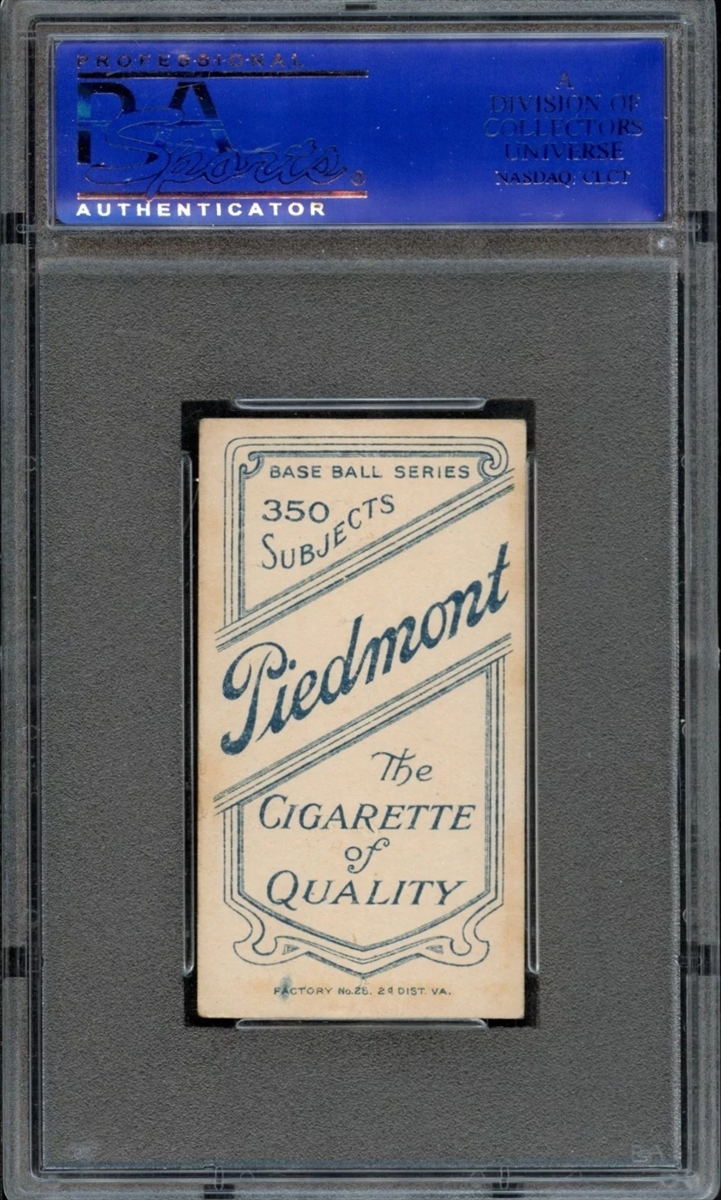 PROFESSIONAL
PSA
Sports
AUTHENTICATOR
A
DIVISION OF
COLLECTORS
UNIVERSE
NASDAQ: CLCT
BASE BALL SERIES
350
SUBJECTS
Piedmont
The
CIGARETTE
of
QUALITY
FACTORY No.25. 2d DIST. VA.
PSA